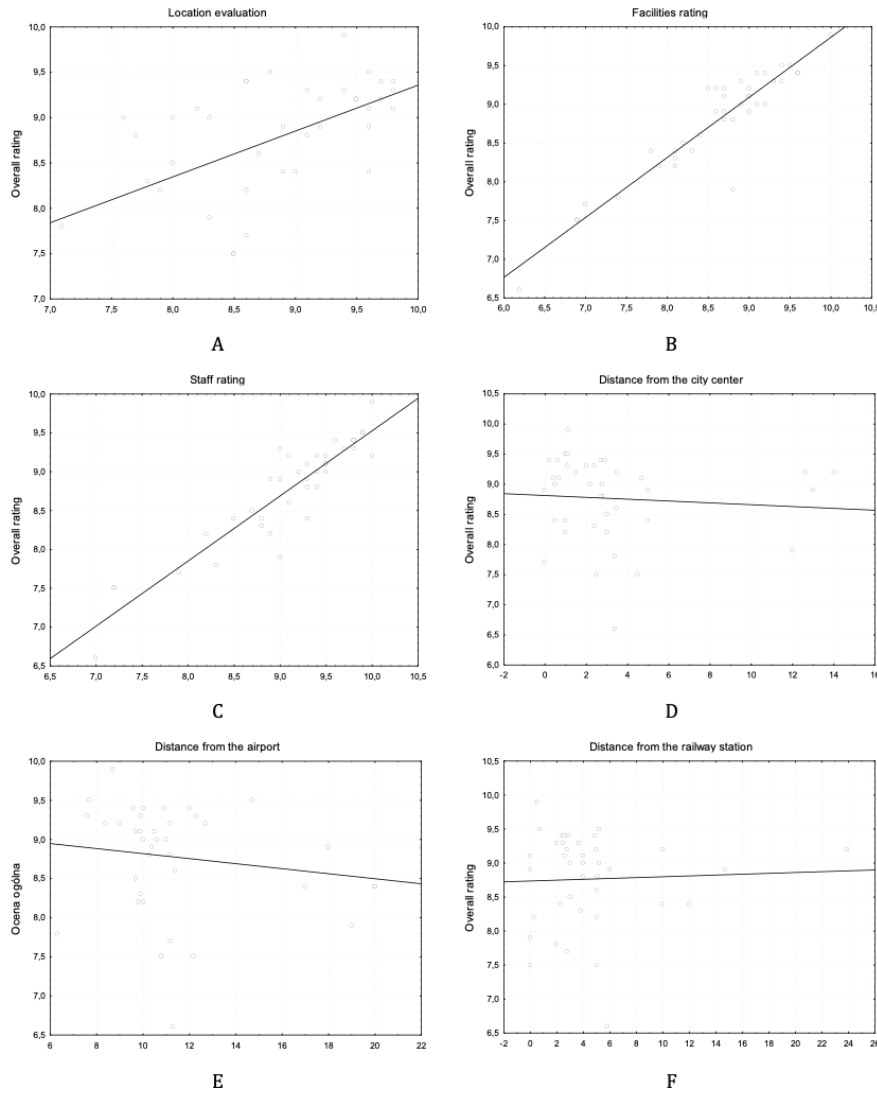 Location evaluation
Overall rating
10,0
9,5
9,0
8,5
8,0
7,5
7,0
7,0 7,5 8,0 8,5 9,0 9,5 10,0
A
Facilities rating
Overall rating
10,0
9,5
9,0
8,5
8,0
7,5
7,0
6,5
6,0 6,5 7,0 7,5 8,0 8,5 9,0 9,5 10,0 10,5
B
Staff rating
Overall rating
10,0
9,5
9,0
8,5
8,0
7,5
7,0
6,5
6,5 7,0 7,5 8,0 8,5 9,0 9,5 10,0 10,5
C
Distance from the city center
Overall rating
10,5
10,0
9,5
9,0
8,5
8,0
7,5
7,0
6,5
6,0
-2 0 2 4 6 8 10 12 14 16
D
Distance from the airport
Ocena ogólna
10,0
9,5
9,0
8,5
8,0
7,5
7,0
6,5
6 8 10 12 14 16 18 20 22
E
Distance from the railway station
Overall rating
10,5
10,0
9,5
9,0
8,5
8,0
7,5
7,0
6,5
-2 0 2 4 6 8 10 12 14 16 18 20 22 24 26
F